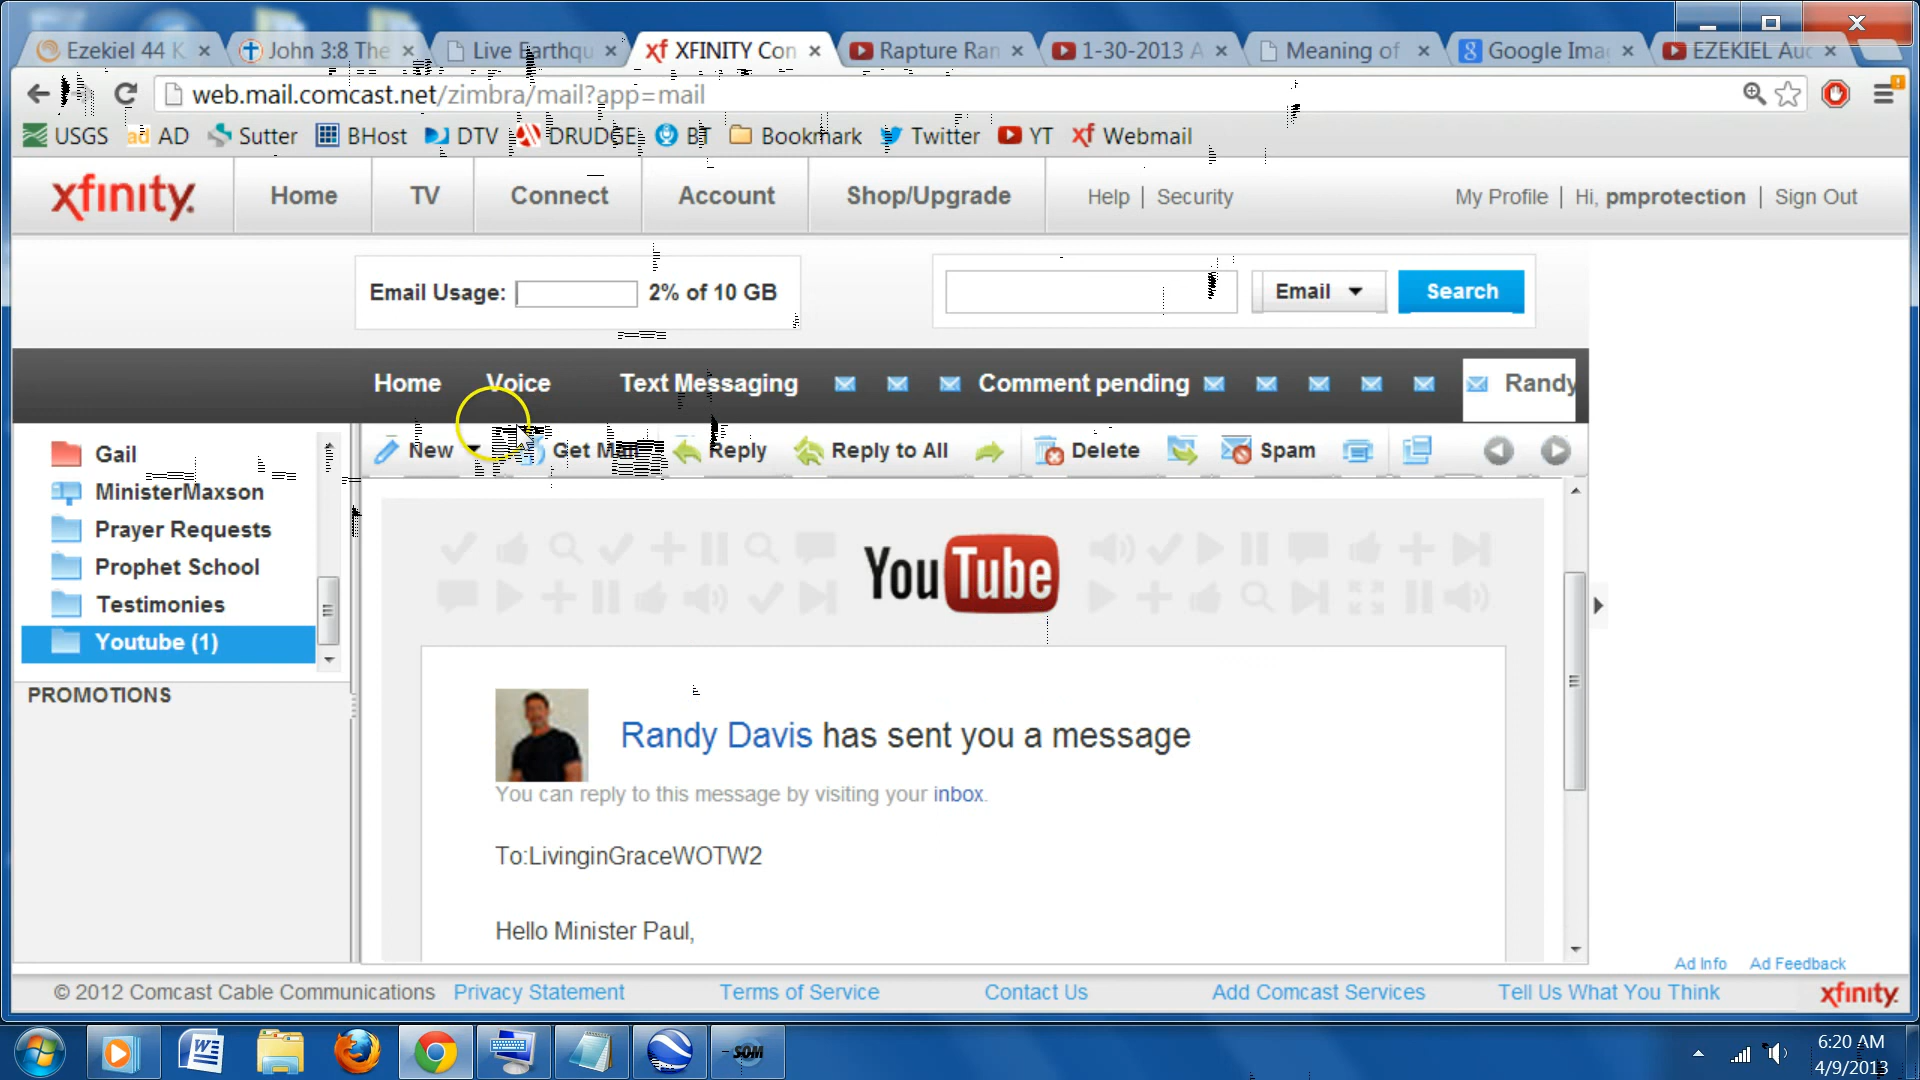 Ezekiel 44 K
John 3:8 The
Live Earthqu
XFINITY Con
Rapture Ran
1-30-2013 A
Meaning of
Google Imag
EZEKIEL Aud
web.mail.comcast.net/zimbra/mail?app=mail
USGS
ad AD
Sutter
BHost
DTV
DRUDGE
BT
Bookmark
Twitter
YT
Webmail
xfinity.
Home
TV
Connect
Account
Shop/Upgrade
Help | Security
My Profile | Hi, pmprotection | Sign Out
Email Usage: 2% of 10 GB
Email
Search
Home
Voice
Text Messaging
Comment pending
Randy
Gail
MinisterMaxson
Prayer Requests
Prophet School
Testimonies
Youtube (1)
PROMOTIONS
New
Get Mail
Reply
Reply to All
Delete
Spam
YouTube
Randy Davis has sent you a message
You can reply to this message by visiting your inbox.
To:LivinginGraceWOTW2
Hello Minister Paul,
Ad Info
Ad Feedback
© 2012 Comcast Cable Communications
Privacy Statement
Terms of Service
Contact Us
Add Comcast Services
Tell Us What You Think
xfinity.
SOM
6:20 AM
4/9/2013